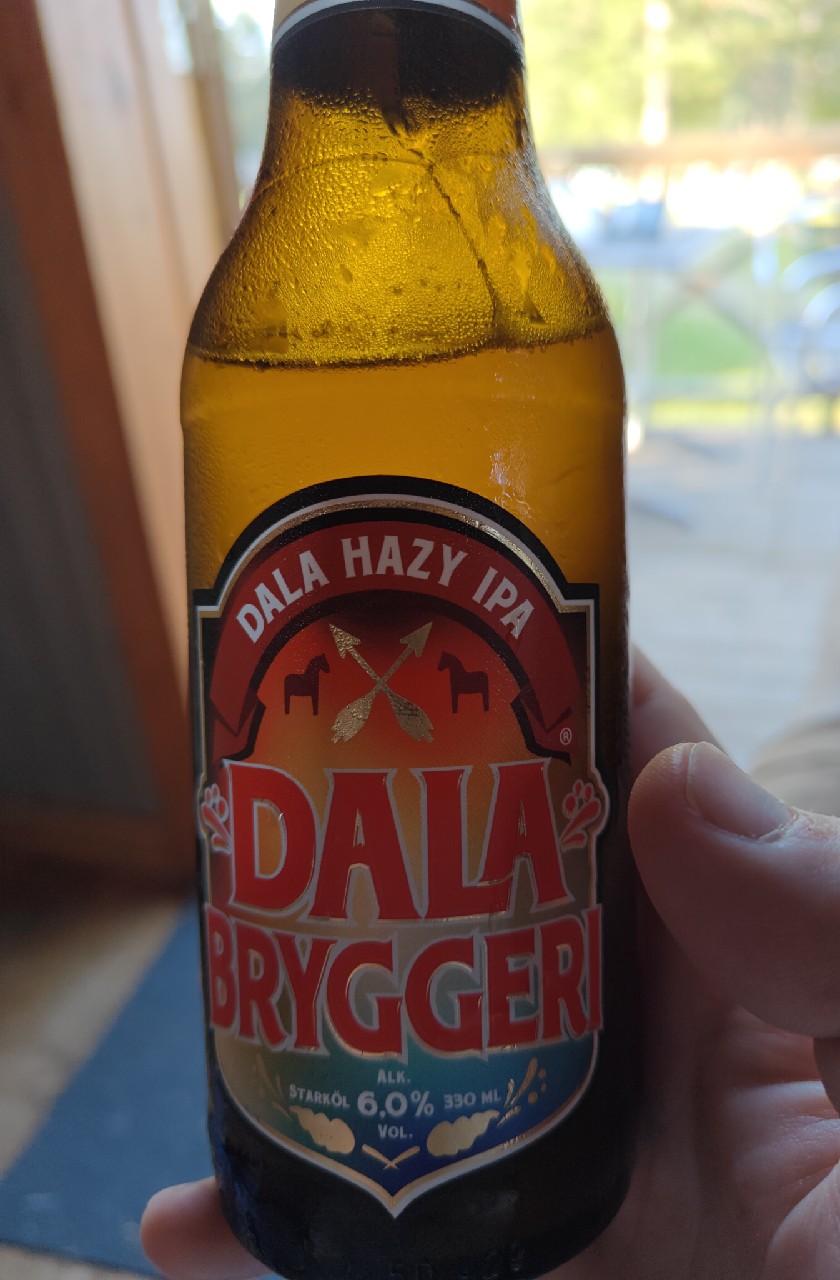 DALA HAZY IPA
®
DALA
BRYGGERI
ALK.
STARKÖL 6,0% 330 ML
VOL.